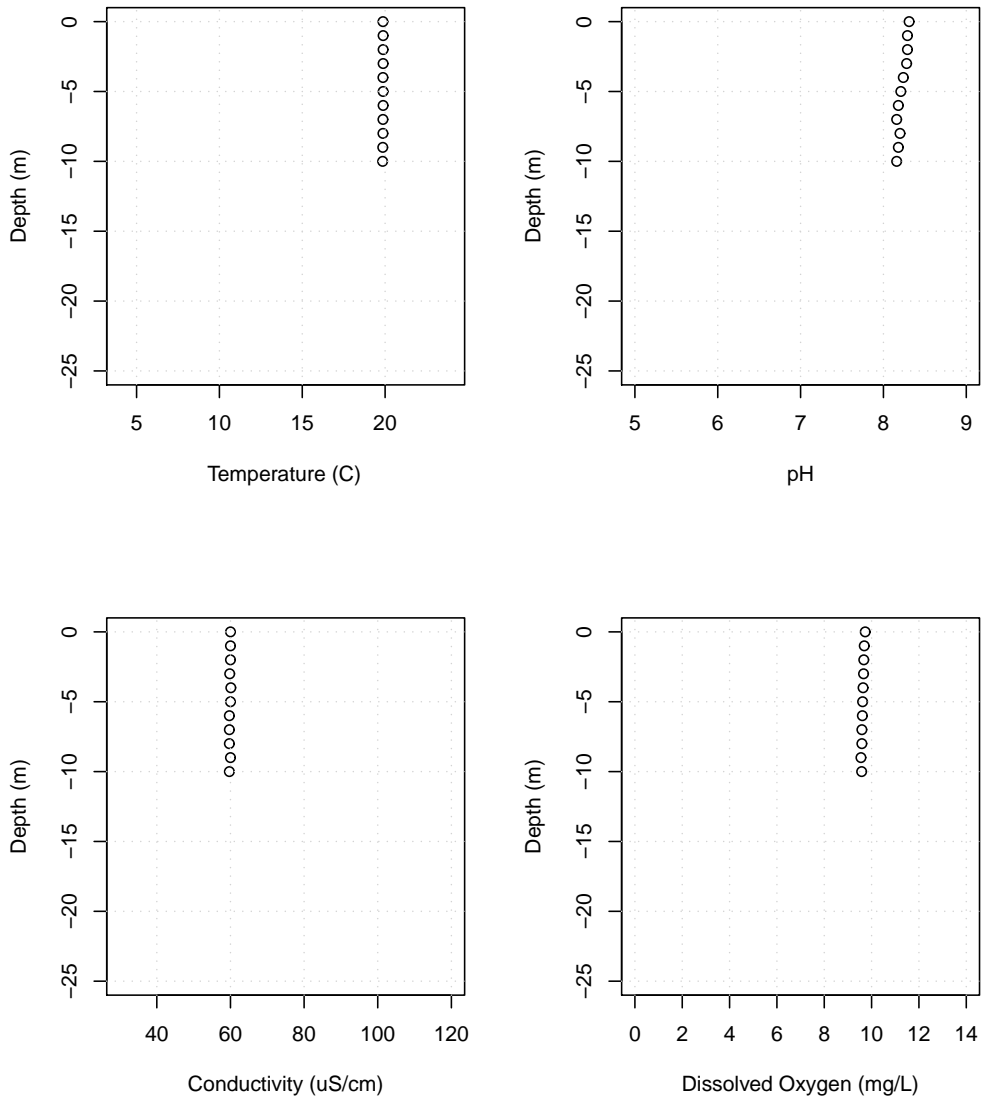 0
−5
−10
−15
−20
−25
Depth (m)
5 10 15 20
Temperature (C)
0
−5
−10
−15
−20
−25
Depth (m)
5 6 7 8 9
pH
0
−5
−10
−15
−20
−25
Depth (m)
40 60 80 100 120
Conductivity (uS/cm)
0
−5
−10
−15
−20
−25
Depth (m)
0 2 4 6 8 10 12 14
Dissolved Oxygen (mg/L)